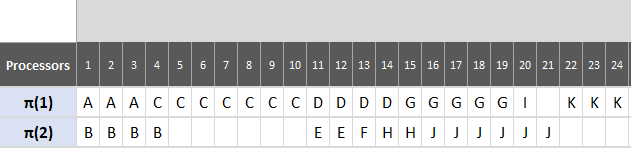 Processors 1 2 3 4 5 6 7 8 9 10 11 12 13 14 15 16 17 18 19 20 21 22 23 24
π(1) A A A C C C C C C C D D D D G G G G G I K K K
π(2) B B B B E E F H H J J J J J J